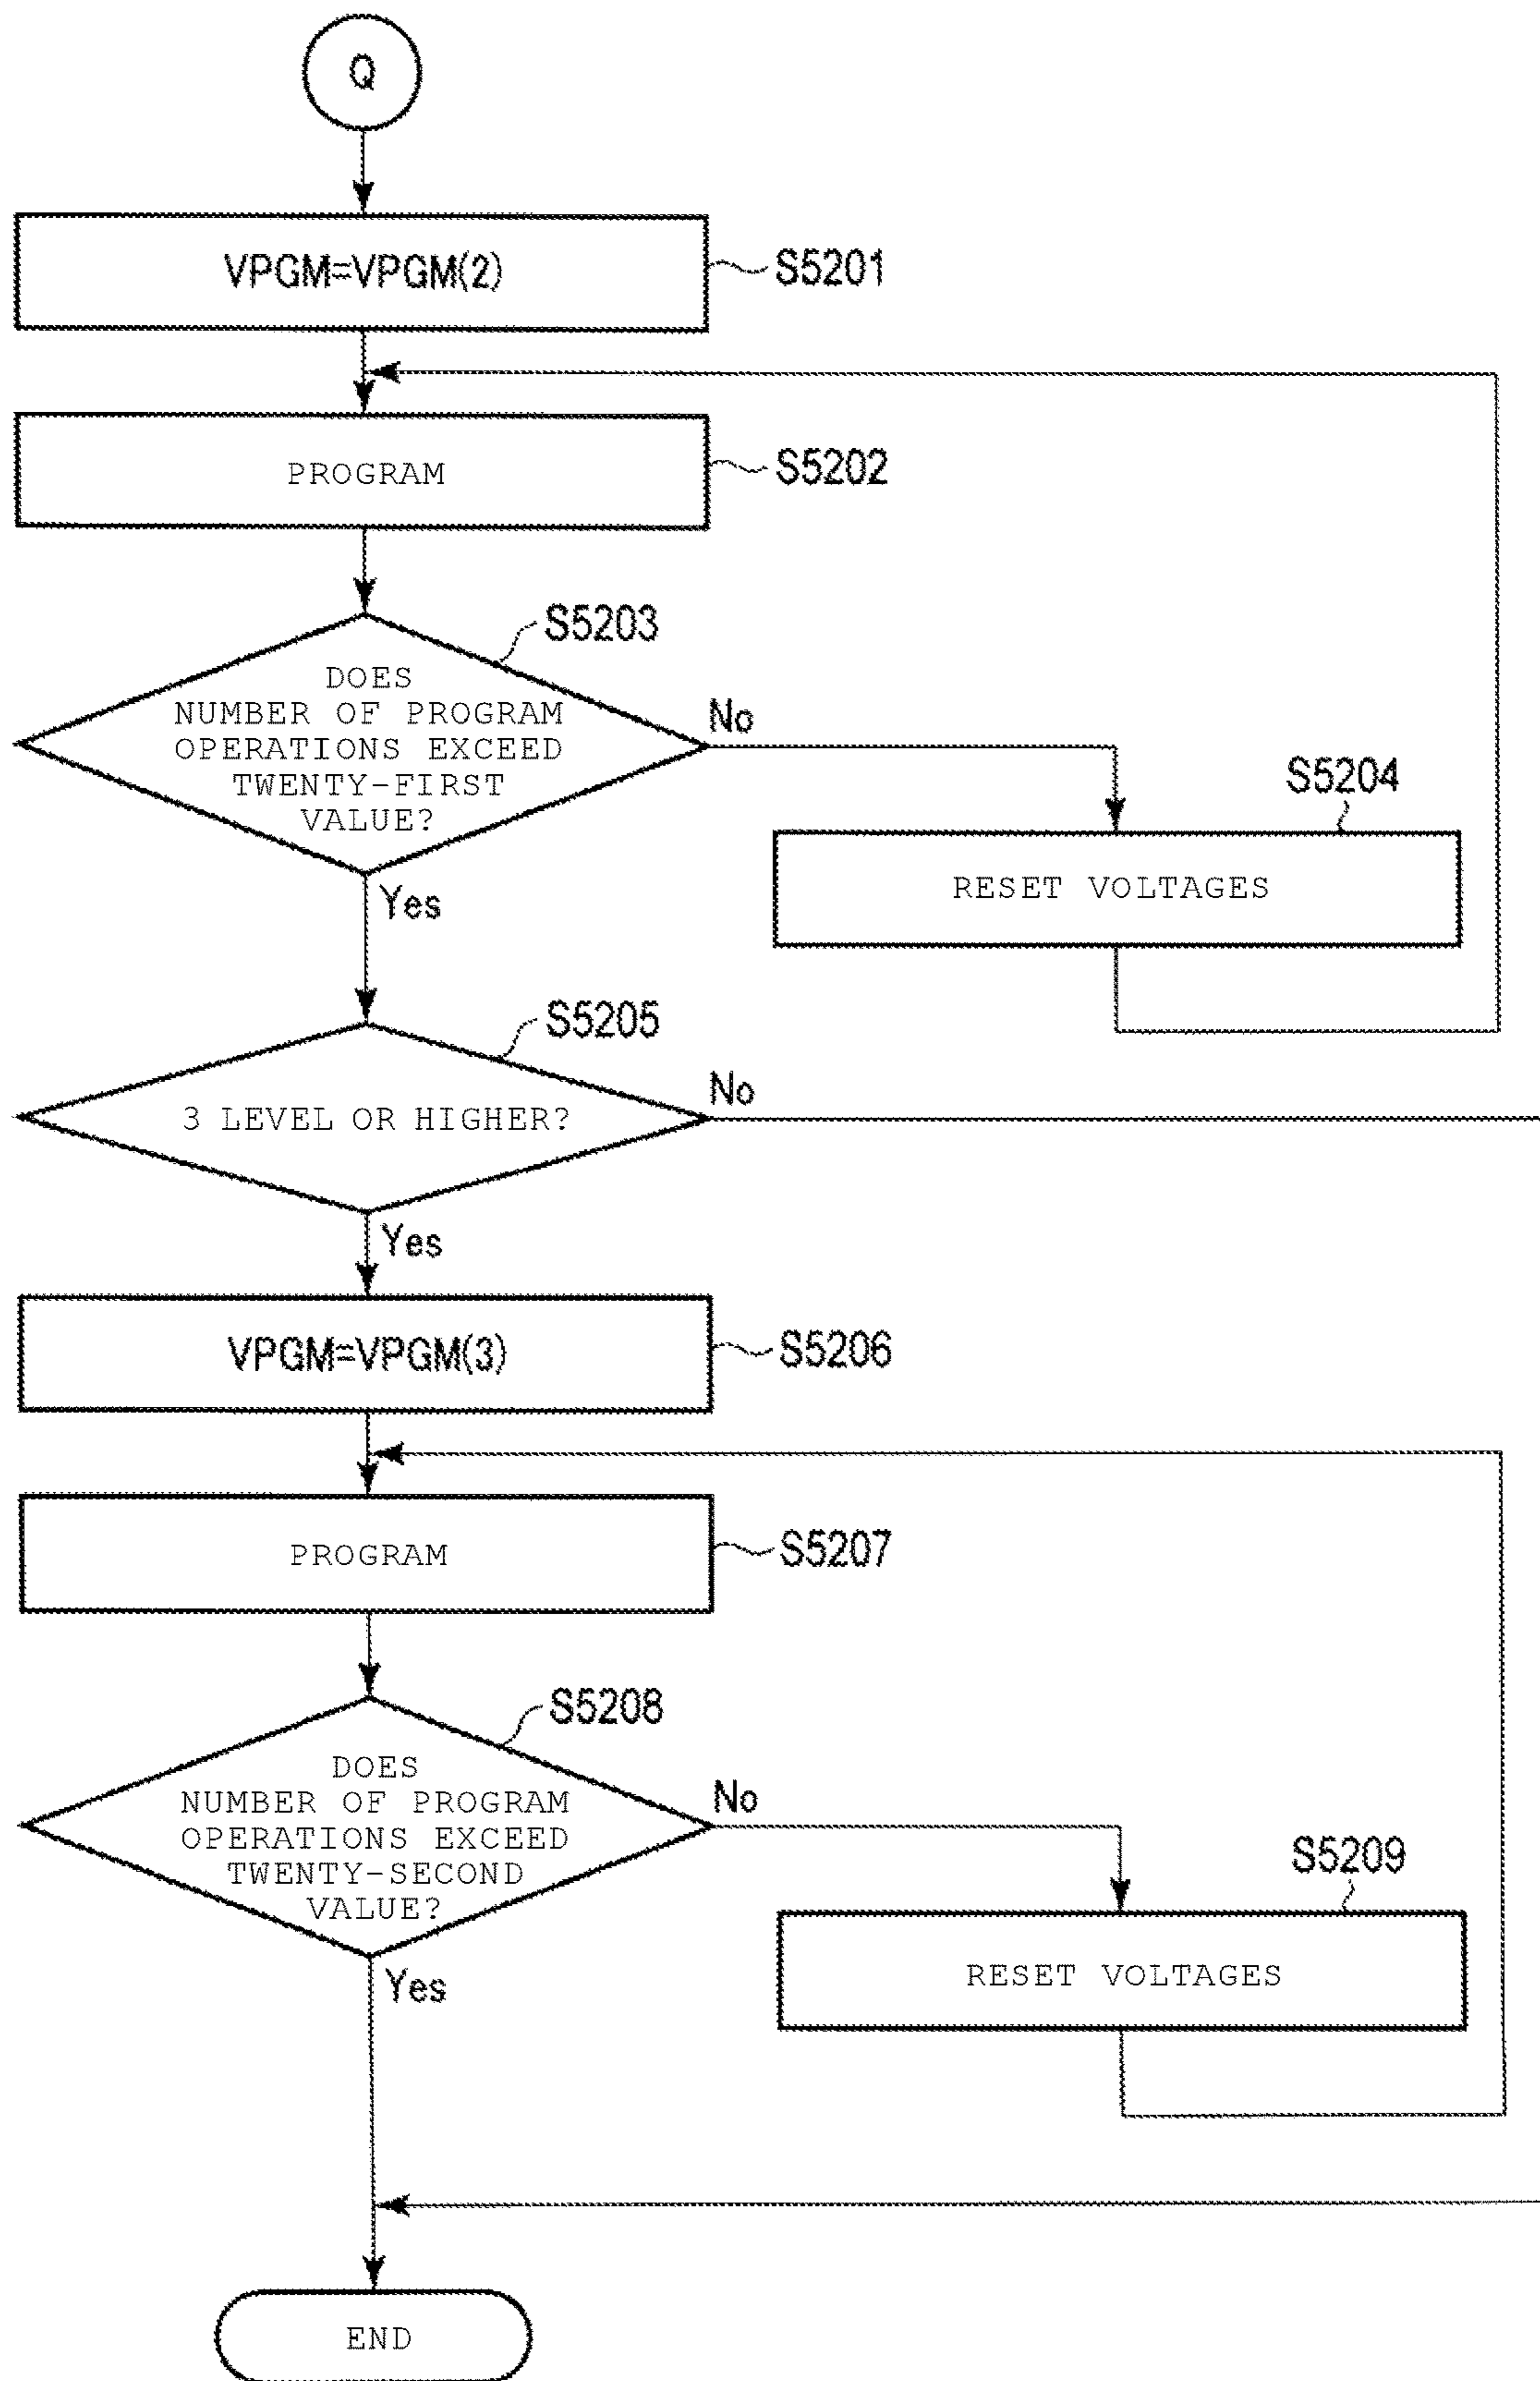 Q
VPGM=VPGM(2)
S5201
PROGRAM
S5202
S5203
DOES
NUMBER OF PROGRAM
OPERATIONS EXCEED
TWENTY-FIRST
VALUE?
No
Yes
S5204
RESET VOLTAGES
S5205
3 LEVEL OR HIGHER?
No
Yes
VPGM=VPGM(3)
S5206
PROGRAM
S5207
S5208
DOES
NUMBER OF PROGRAM
OPERATIONS EXCEED
TWENTY-SECOND
VALUE?
No
Yes
S5209
RESET VOLTAGES
END